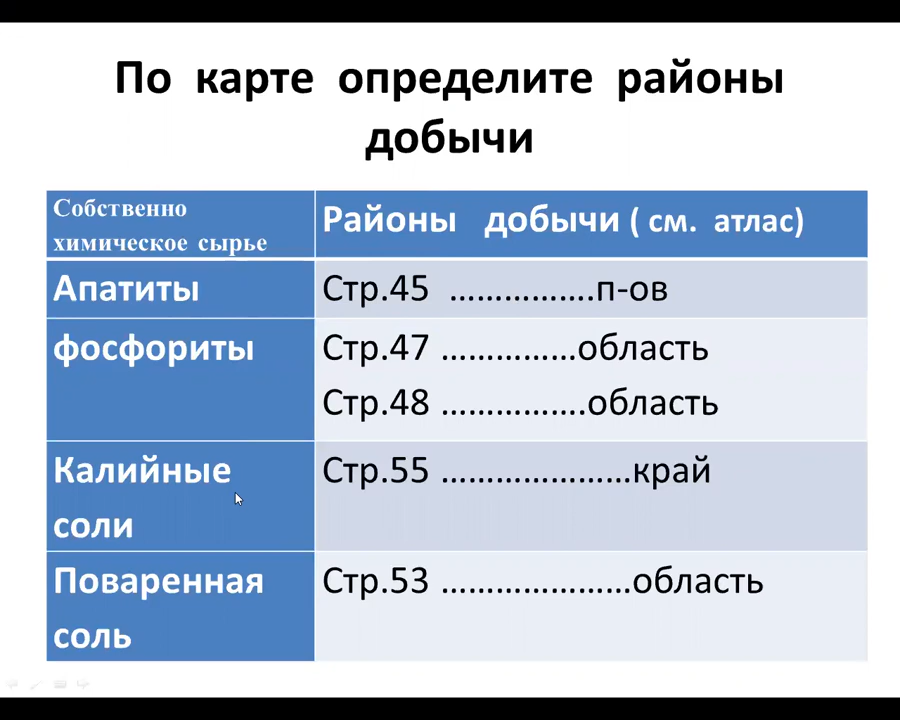 По карте определите районы
добычи
Собственно
химическое сырье
Районы добычи ( см. атлас)
Апатиты
Стр.45 …………….п-ов
фосфориты
Стр.47 ……………область
Стр.48 …………….область
Калийные
соли
Стр.55 …………………край
Поваренная
соль
Стр.53 …………………область